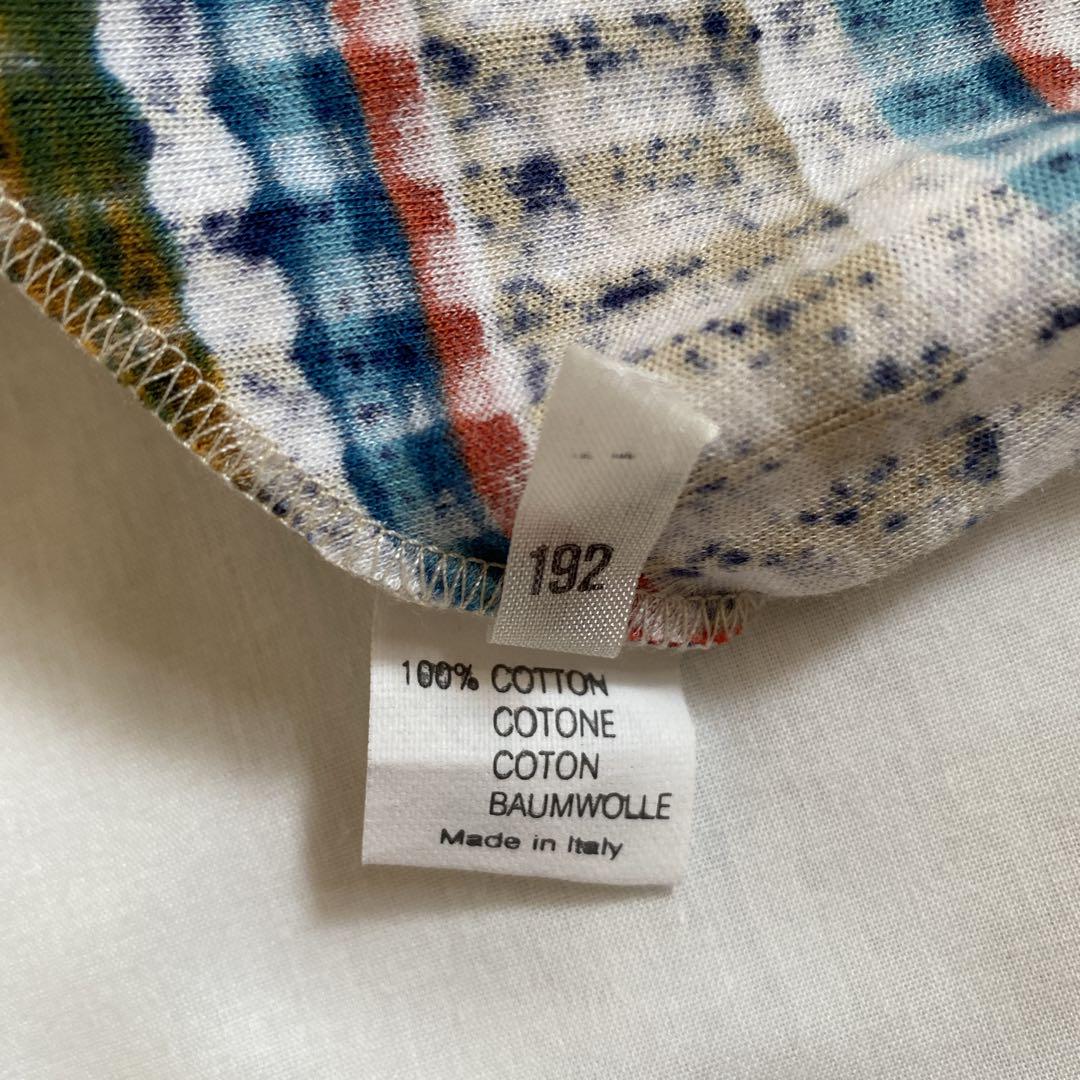 192
100% COTTON
COTONE
COTON
BAUMWOLLE
Made in Italy